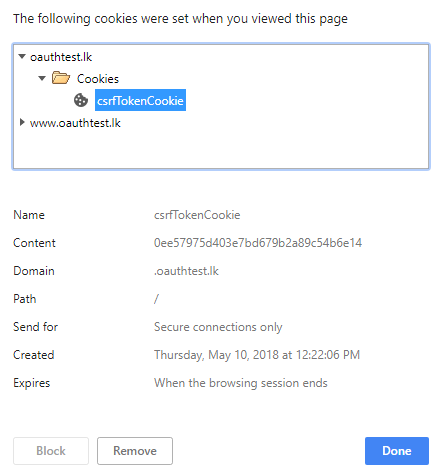 The following cookies were set when you viewed this page
oauthtest.lk
Cookies
csrfTokenCookie
www.oauthtest.lk
Name csrfTokenCookie
Content 0ee57975d403e7bd679b2a89c54b6e14
Domain .oauthtest.lk
Path /
Send for Secure connections only
Created Thursday, May 10, 2018 at 12:22:06 PM
Expires When the browsing session ends
Block Remove Done